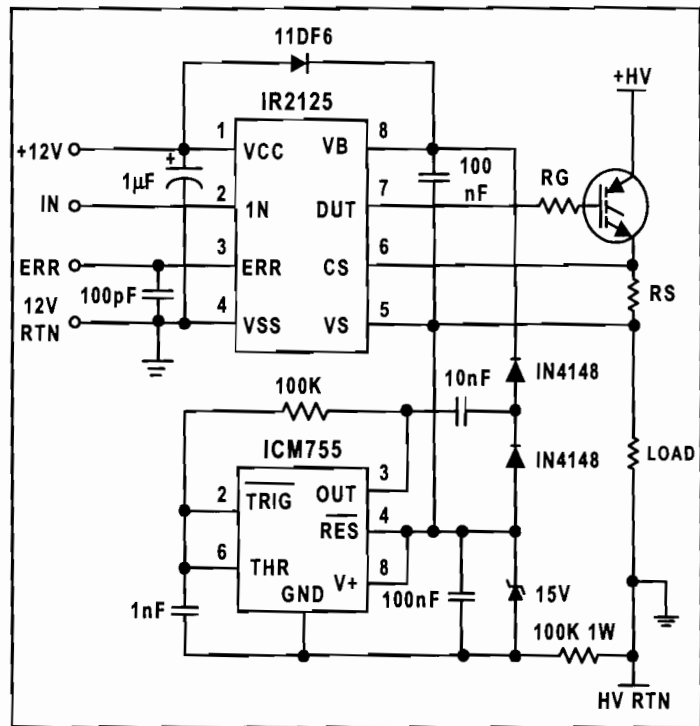 11DF6
IR2125
+HV
+12V
1
VCC
VB
8
1μF
+
100
nF
RG
IN
2
1N
DUT
7
ERR
3
ERR
CS
6
100pF
RS
12V
RTN
4
VSS
VS
5
100K
10nF
IN4148
ICM755
IN4148
LOAD
2
TRIG
OUT
3
RES
4
6
THR
V+
8
GND
1nF
100nF
15V
100K 1W
HV RTN